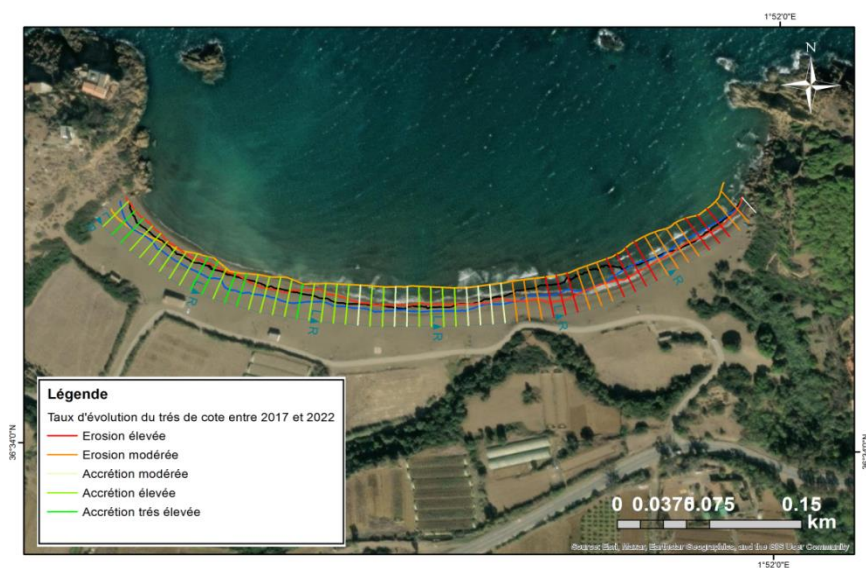 1°52'0"E
N
36°34'0"N
Légende
Taux d'évolution du trés de cote entre 2017 et 2022
Erosion élevée
Erosion modérée
Accrétion modérée
Accrétion élevée
Accrétion trés élevée
0 0.0375 0.075 0.15
km
Source: Esri, Maxar, Earthstar Geographics, and the GIS User Community
1°52'0"E